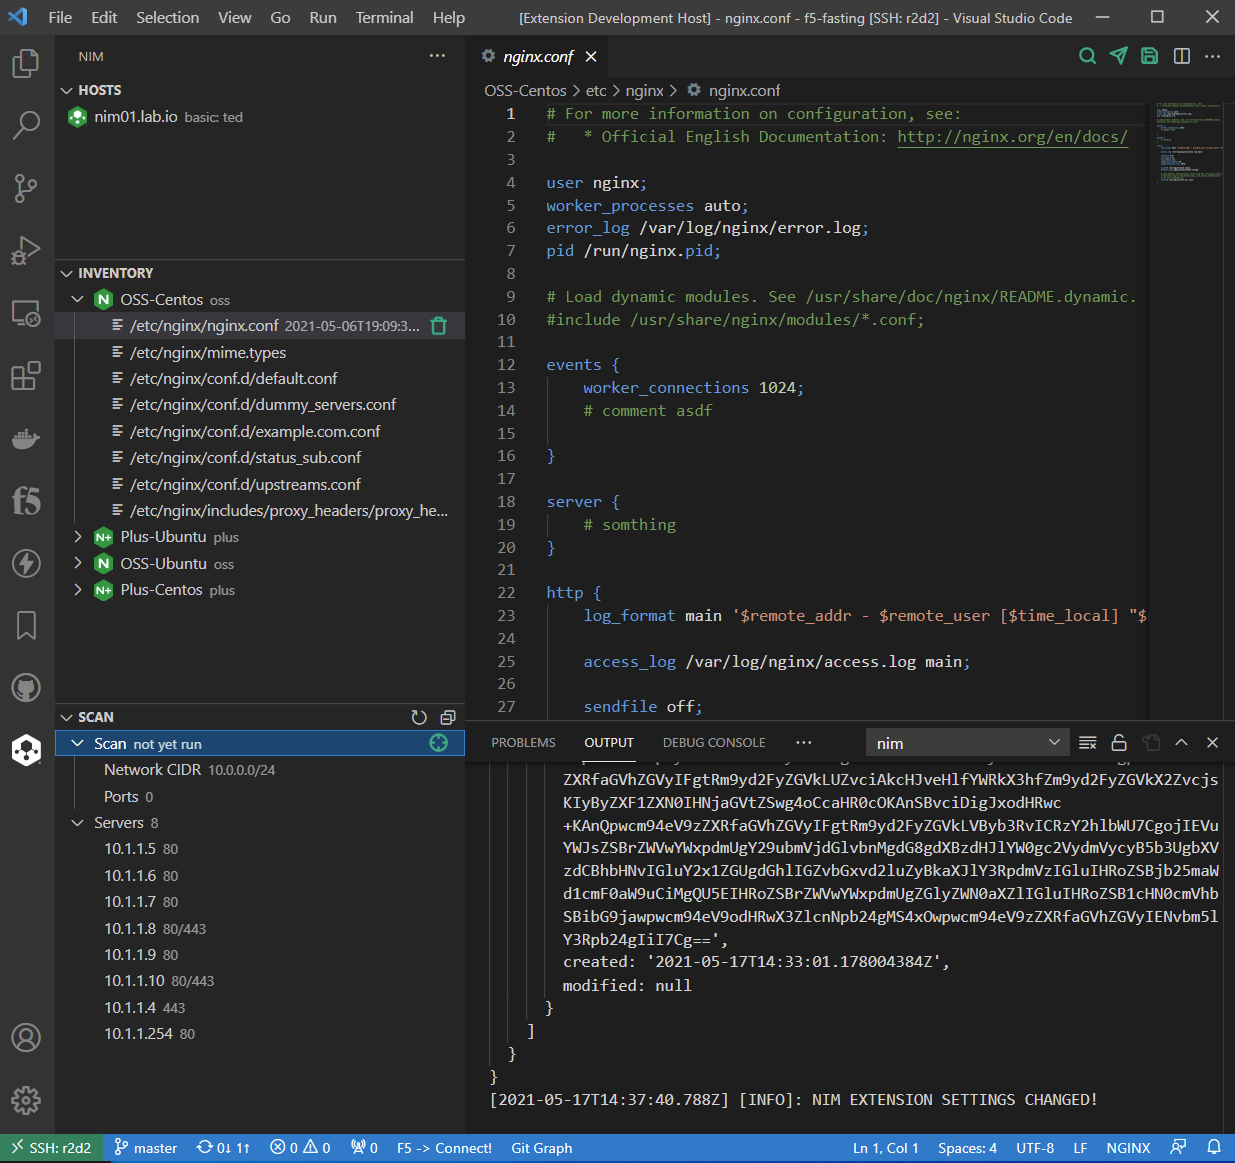 File Edit Selection View Go Run Terminal Help [Extension Development Host] - nginx.conf - f5-fasting [SSH: r2d2] - Visual Studio Code
NIM
HOSTS
nim01.lab.io basic: ted
INVENTORY
OSS-Centos oss
/etc/nginx/nginx.conf 2021-05-06T19:09:3...
/etc/nginx/mime.types
/etc/nginx/conf.d/default.conf
/etc/nginx/conf.d/dummy_servers.conf
/etc/nginx/conf.d/example.com.conf
/etc/nginx/conf.d/status_sub.conf
/etc/nginx/conf.d/upstreams.conf
/etc/nginx/includes/proxy_headers/proxy_he...
Plus-Ubuntu plus
OSS-Ubuntu oss
Plus-Centos plus
SCAN
Scan not yet run
Network CIDR 10.0.0.0/24
Ports 0
Servers 8
10.1.1.5 80
10.1.1.6 80
10.1.1.7 80
10.1.1.8 80/443
10.1.1.9 80
10.1.1.10 80/443
10.1.1.4 443
10.1.1.254 80
f5
nginx.conf
OSS-Centos > etc > nginx > nginx.conf
1 # For more information on configuration, see:
2 #   * Official English Documentation: http://nginx.org/en/docs/
3
4 user nginx;
5 worker_processes auto;
6 error_log /var/log/nginx/error.log;
7 pid /run/nginx.pid;
8
9 # Load dynamic modules. See /usr/share/doc/nginx/README.dynamic.
10 #include /usr/share/nginx/modules/*.conf;
11
12 events {
13     worker_connections 1024;
14     # comment asdf
15
16 }
17
18 server {
19     # somthing
20 }
21
22 http {
23     log_format main '$remote_addr - $remote_user [$time_local] "$
24
25     access_log /var/log/nginx/access.log main;
26
27     sendfile off;
PROBLEMS OUTPUT DEBUG CONSOLE ... nim
ZXRfaGVhZGVyIFgtRm9yd2FyZGVkLUZvciAkcHJveHlfYWRkX3hfZm9yd2FyZGVkX2Zvcjs
KIyByZXF1ZXN0IHNjaGVtZSwg4oCcaHR0cOKAnSBvciDigJxodHRwc
+KAnQpwcm94eV9zZXRfaGVhZGVyIFgtRm9yd2FyZGVkLVByb3RvICRzY2hlbWU7CgojIEVu
YWJsZSBrZWVwYWxpdmUgY29ubmVjdGlvbnMgdG8gdXBzdHJlYW0gc2VydmVycyB5b3UgbXV
zdCBhbHNvIGluY2x1ZGUgdGhlIGZvbGxvd2luZyBkaXJlY3RpdmVzIGluIHRoZSBjb25maW
d1cmF0aW9uCiMgQU5EIHRoZSBrZWVwYWxpdmUgZGlyZWN0aXZlIGluIHRoZSB1cHN0cmVhb
SBibG9jawpwcm94eV9odHRwX3ZlcnNpb24gMS4xOwpwcm94eV9zZXRfaGVhZGVyIENvbm5l
Y3Rpb24gIiI7Cg==',
created: '2021-05-17T14:33:01.178004384Z',
modified: null
}
]
}
}
[2021-05-17T14:37:40.788Z] [INFO]: NIM EXTENSION SETTINGS CHANGED!
SSH: r2d2 master 0↓ 1↑ 0 0 0 F5 -> Connect! Git Graph Ln 1, Col 1 Spaces: 4 UTF-8 LF NGINX